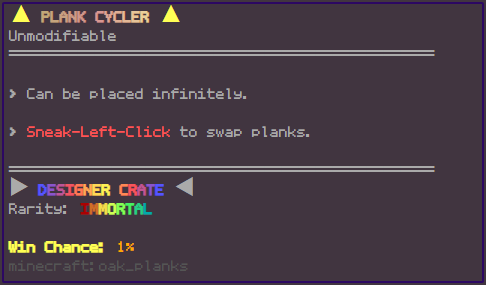 PLANK CYCLER
Unmodifiable
> Can be placed infinitely.
> Sneak-Left-Click to swap planks.
DESIGNER CRATE
Rarity: IMMORTAL
Win Chance: 1%
minecraft:oak_planks